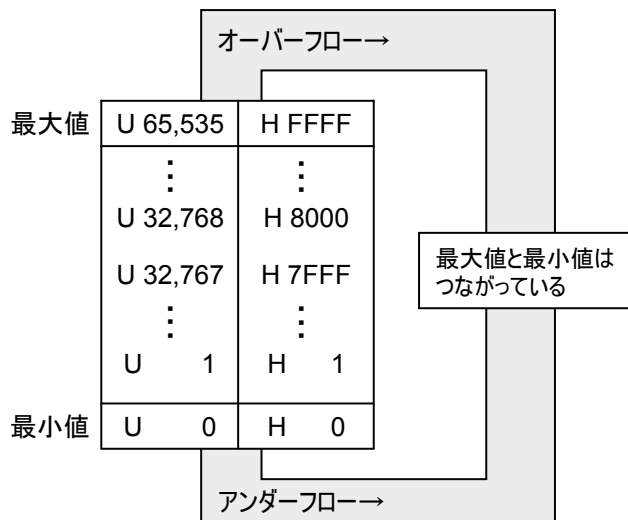 オーバーフロー→
最大値 U 65,535 H FFFF
⋮ ⋮
U 32,768 H 8000
U 32,767 H 7FFF
⋮ ⋮
U 1 H 1
最小値 U 0 H 0
最大値と最小値は
つながっている
アンダーフロー→